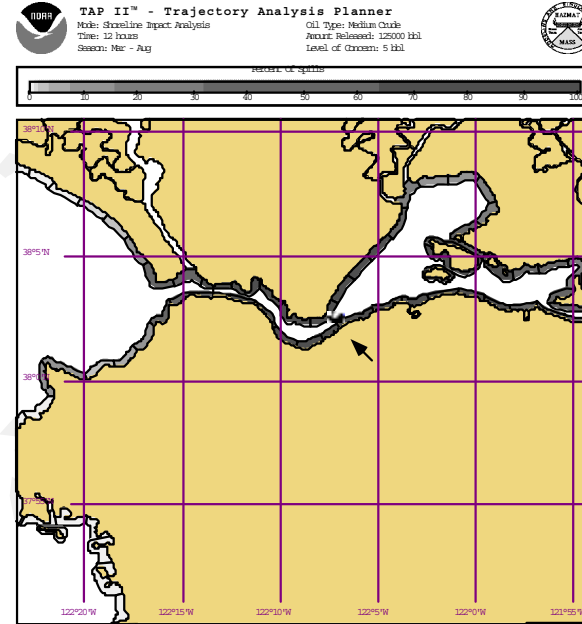 NOAA
TAP II™ - Trajectory Analysis Planner
Mode: Shoreline Impact Analysis
Oil Type: Medium Crude
Time: 12 hours
Amount Released: 125000 bbl
Season: Mar - Aug
Level of Concern: 5 bbl
HAZMAT
MASS
Percent of Spills
0 10 20 30 40 50 60 70 80 90 100
38°10'N
38°5'N
38°0'N
122°20'W 122°15'W 122°10'W 122°5'W 122°0'W 121°55'W